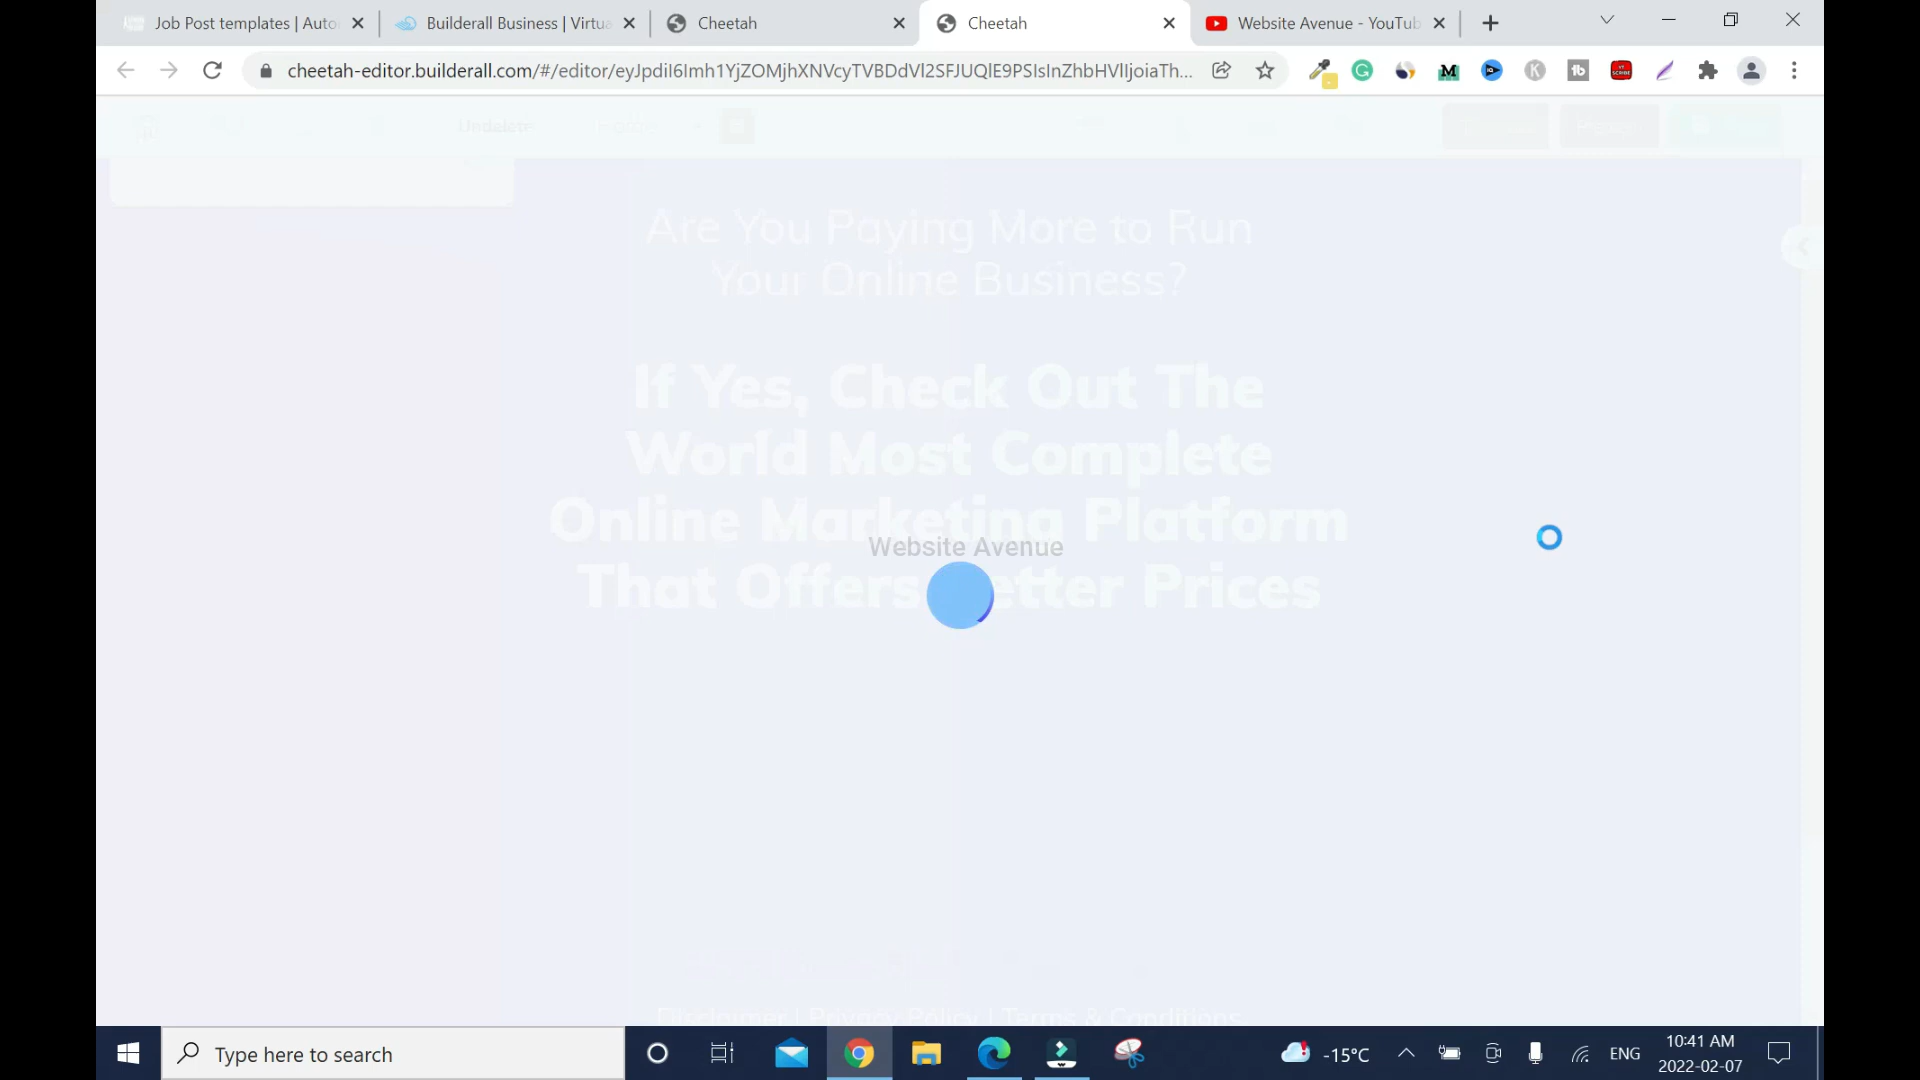 Job Post templates | Auto
Builderall Business | Virtua
Cheetah
Cheetah
Website Avenue - YouTub
cheetah-editor.builderall.com/#/editor/eyJpdiI6Imh1YjZOMjhXNVcyTVBDdVl2SFJUQlE9PSIsInZhbHVlIjoiaTh...
Are You Paying More to Run
Your Online Business?
If Yes, Check Out The
World Most Complete
Online Marketing Platform
Website Avenue
That Offers Better Prices
Disclaimer | Privacy Policy | Terms & Conditions
Type here to search
-15°C
ENG
10:41 AM
2022-02-07